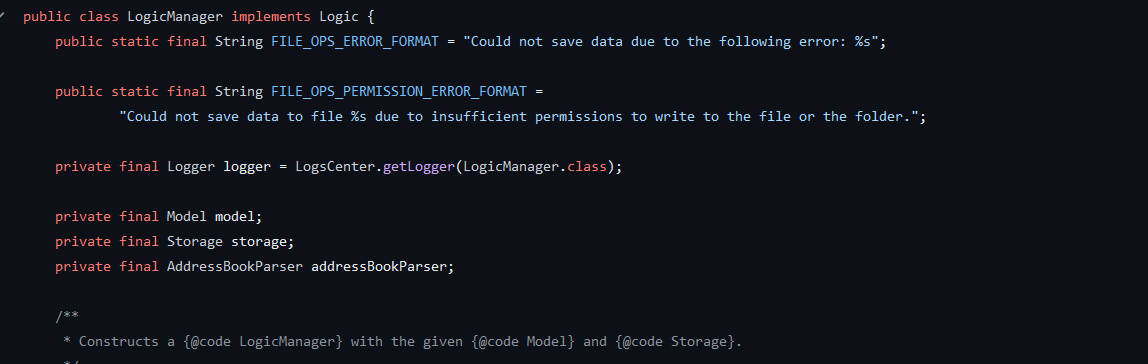 public class LogicManager implements Logic {
public static final String FILE_OPS_ERROR_FORMAT = "Could not save data due to the following error: %s";
public static final String FILE_OPS_PERMISSION_ERROR_FORMAT =
"Could not save data to file %s due to insufficient permissions to write to the file or the folder.";
private final Logger logger = LogsCenter.getLogger(LogicManager.class);
private final Model model;
private final Storage storage;
private final AddressBookParser addressBookParser;
/**
* Constructs a {@code LogicManager} with the given {@code Model} and {@code Storage}.
*/